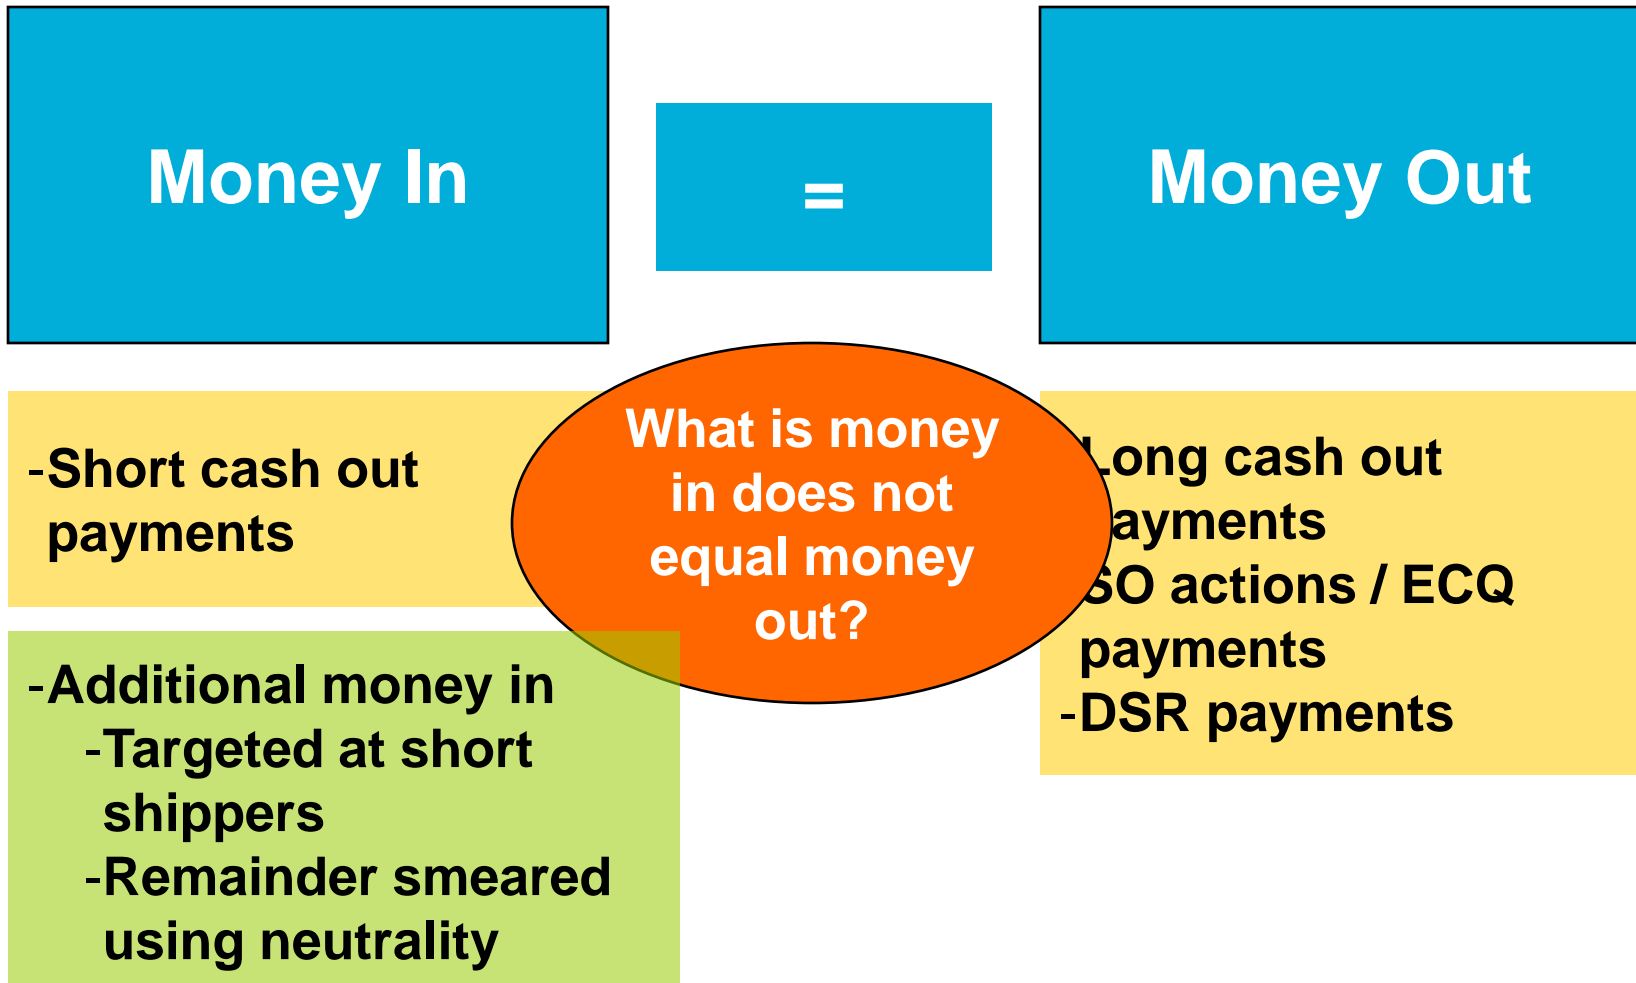 Money In
=
Money Out
What is money
in does not
equal money
out?
-Short cash out
payments
-Additional money in
-Targeted at short
shippers
-Remainder smeared
using neutrality
Long cash out
ayments
SO actions / ECQ
payments
-DSR payments